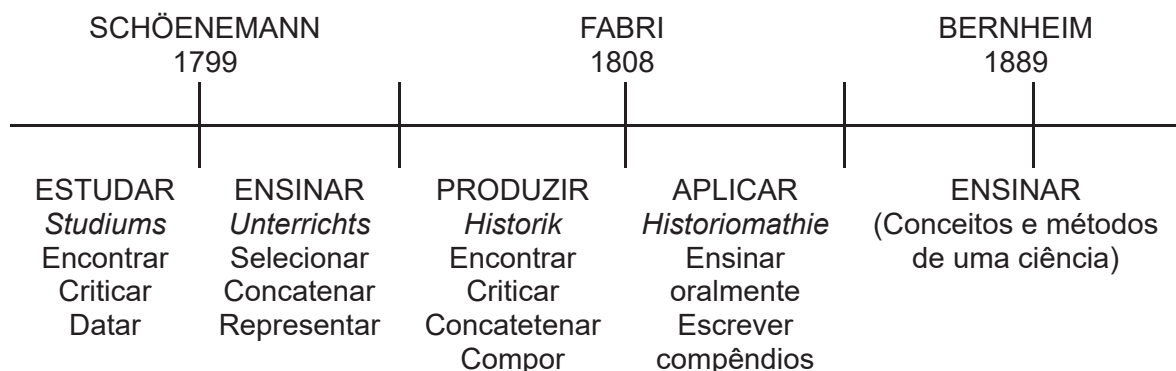 SCHÖENEMANN
1799
FABRI
1808
BERNHEIM
1889
ESTUDAR
Studiums
Encontrar
Criticar
Datar
ENSINAR
Unterrichts
Selecionar
Concatenar
Representar
PRODUZIR
Historik
Encontrar
Criticar
Concatetenar
Compor
APLICAR
Historiomathie
Ensinar
oralmente
Escrever
compêndios
ENSINAR
(Conceitos e métodos
de uma ciência)